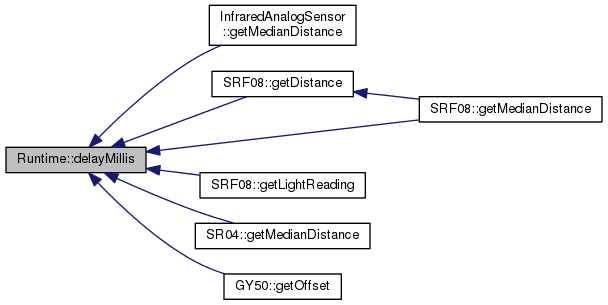 InfraredAnalogSensor
::getMedianDistance
SRF08::getDistance
SRF08::getMedianDistance
Runtime::delayMillis
SRF08::getLightReading
SR04::getMedianDistance
GY50::getOffset